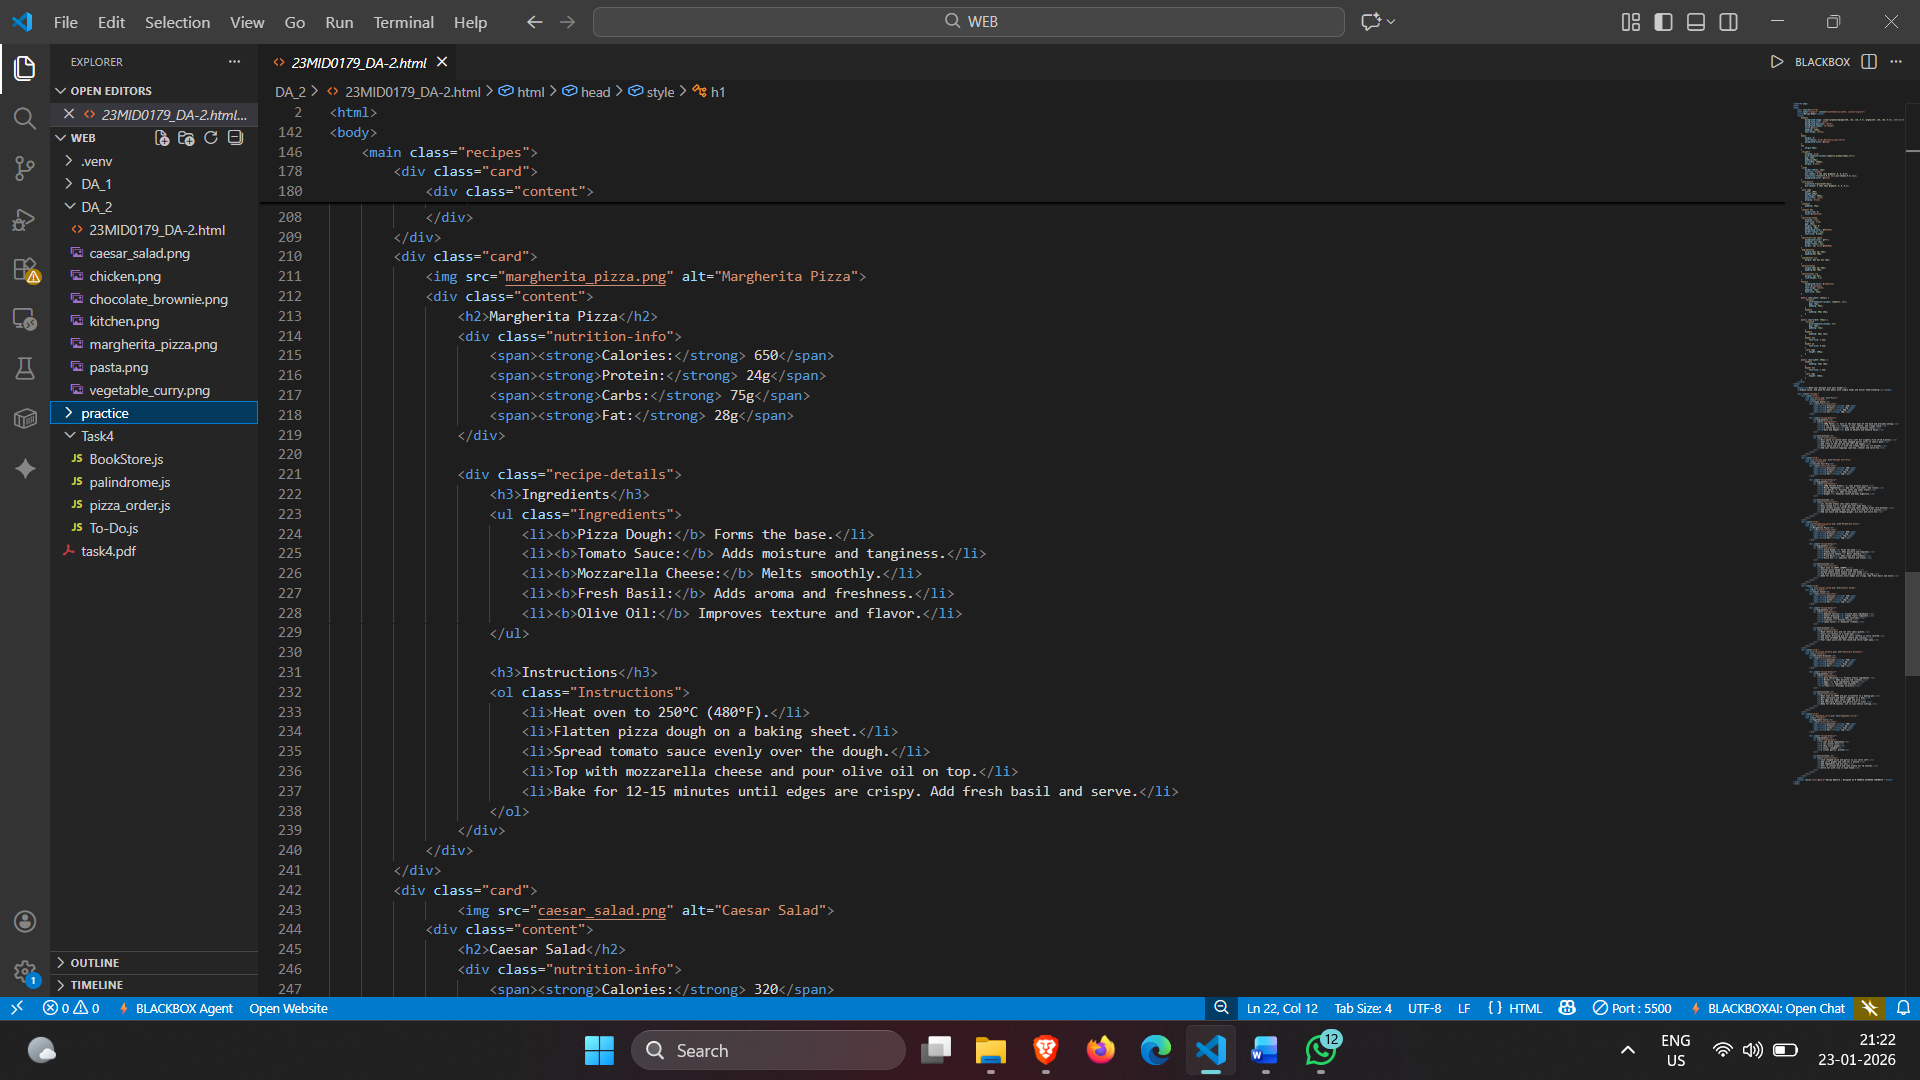 File Edit Selection View Go Run Terminal Help
WEB
EXPLORER
OPEN EDITORS
23MID0179_DA-2.html...
WEB
.venv
DA_1
DA_2
23MID0179_DA-2.html
caesar_salad.png
chicken.png
chocolate_brownie.png
kitchen.png
margherita_pizza.png
pasta.png
vegetable_curry.png
practice
Task4
BookStore.js
palindrome.js
pizza_order.js
To-Do.js
task4.pdf
OUTLINE
TIMELINE
23MID0179_DA-2.html
BLACKBOX
DA_2 > 23MID0179_DA-2.html > html > head > style > h1
2 <html>
142 <body>
146 <main class="recipes">
178 <div class="card">
180 <div class="content">
208 </div>
209 </div>
210 <div class="card">
211 <img src="margherita_pizza.png" alt="Margherita Pizza">
212 <div class="content">
213 <h2>Margherita Pizza</h2>
214 <div class="nutrition-info">
215 <span><strong>Calories:</strong> 650</span>
216 <span><strong>Protein:</strong> 24g</span>
217 <span><strong>Carbs:</strong> 75g</span>
218 <span><strong>Fat:</strong> 28g</span>
219 </div>
220
221 <div class="recipe-details">
222 <h3>Ingredients</h3>
223 <ul class="Ingredients">
224 <li><b>Pizza Dough:</b> Forms the base.</li>
225 <li><b>Tomato Sauce:</b> Adds moisture and tanginess.</li>
226 <li><b>Mozzarella Cheese:</b> Melts smoothly.</li>
227 <li><b>Fresh Basil:</b> Adds aroma and freshness.</li>
228 <li><b>Olive Oil:</b> Improves texture and flavor.</li>
229 </ul>
230
231 <h3>Instructions</h3>
232 <ol class="Instructions">
233 <li>Heat oven to 250°C (480°F).</li>
234 <li>Flatten pizza dough on a baking sheet.</li>
235 <li>Spread tomato sauce evenly over the dough.</li>
236 <li>Top with mozzarella cheese and pour olive oil on top.</li>
237 <li>Bake for 12-15 minutes until edges are crispy. Add fresh basil and serve.</li>
238 </ol>
239 </div>
240 </div>
241 </div>
242 <div class="card">
243 <img src="caesar_salad.png" alt="Caesar Salad">
244 <div class="content">
245 <h2>Caesar Salad</h2>
246 <div class="nutrition-info">
247 <span><strong>Calories:</strong> 320</span>
1
0 0 BLACKBOX Agent Open Website Ln 22, Col 12 Tab Size: 4 UTF-8 LF {} HTML Port : 5500 BLACKBOXAI: Open Chat
Search
12
ENG
US
21:22
23-01-2026